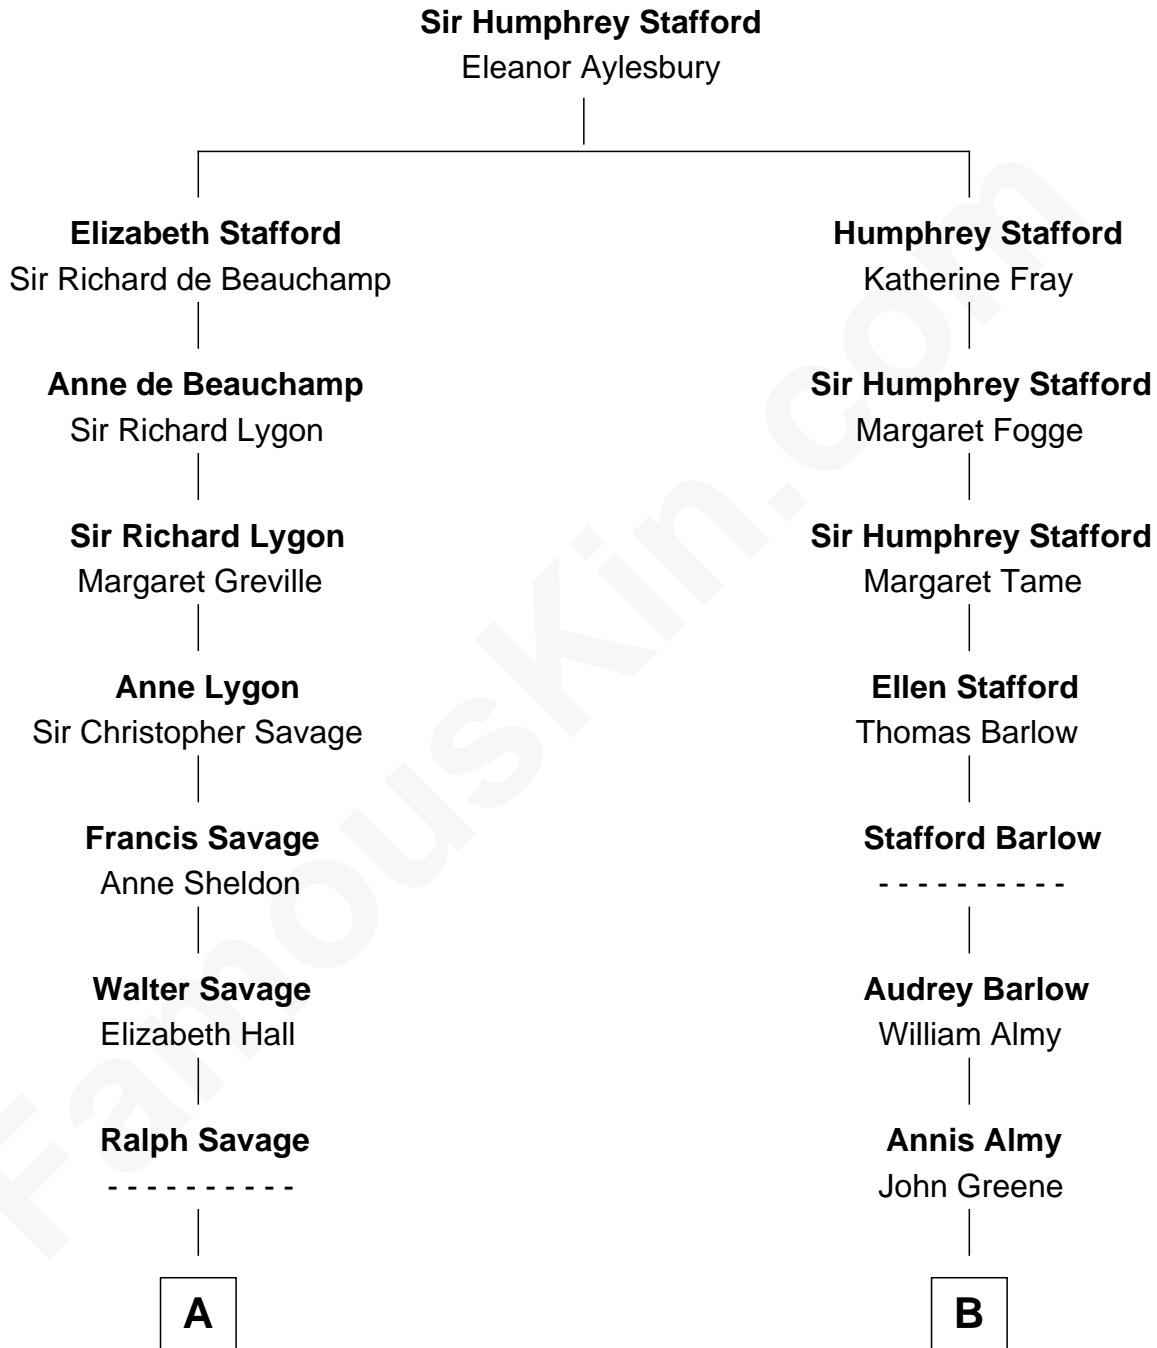 Sir Humphrey Stafford
Eleanor Aylesbury
Elizabeth Stafford
Sir Richard de Beauchamp
Humphrey Stafford
Katherine Fray
Anne de Beauchamp
Sir Richard Lygon
Sir Humphrey Stafford
Margaret Fogge
Sir Richard Lygon
Margaret Greville
Sir Humphrey Stafford
Margaret Tame
Anne Lygon
Sir Christopher Savage
Ellen Stafford
Thomas Barlow
Francis Savage
Anne Sheldon
Stafford Barlow
- - - - - - - - - -
Walter Savage
Elizabeth Hall
Audrey Barlow
William Almy
Ralph Savage
- - - - - - - - - -
Annis Almy
John Greene
A
B
FamousKin.com